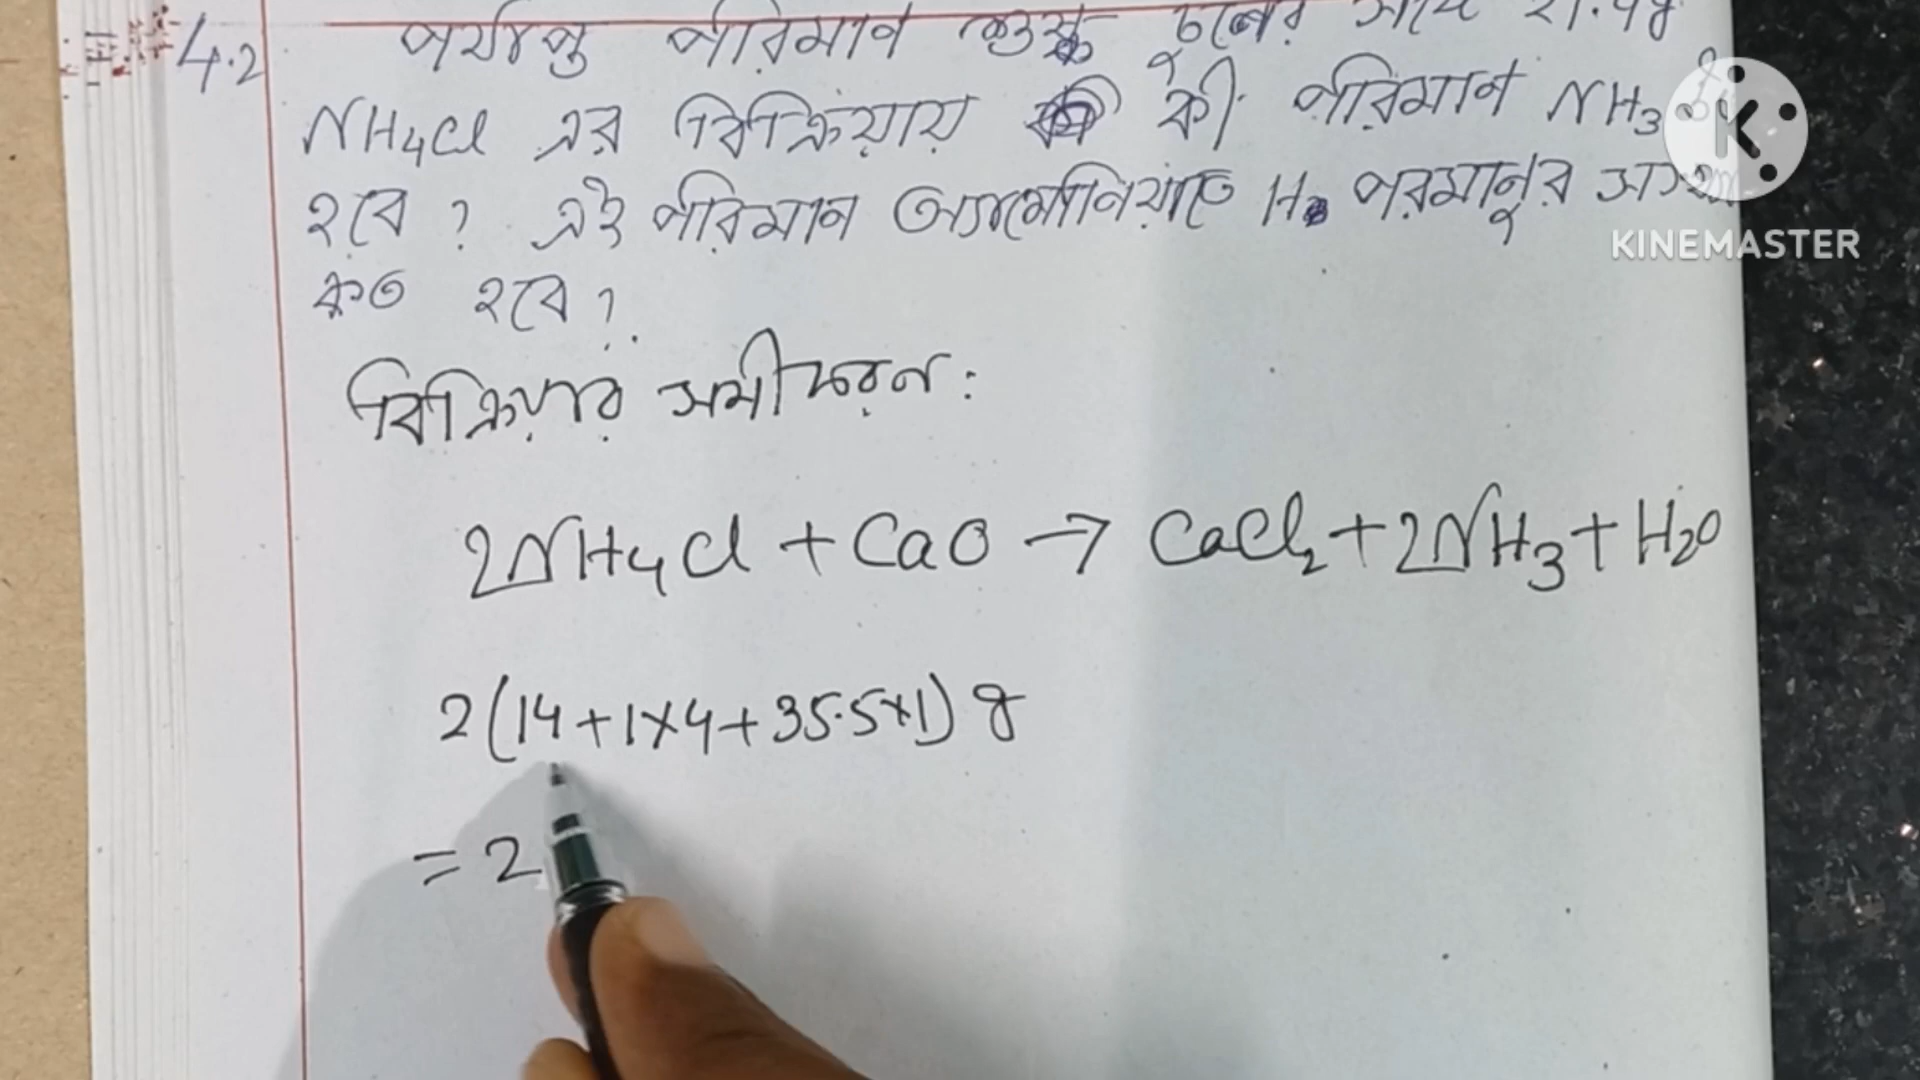 4.2 পর্যাপ্ত পরিমাণ শুষ্ক চুনের সাথে 21.4g
NH4Cl এর বিক্রিয়ায় কী পরিমাণ NH3
হবে? এই পরিমাণ অ্যামোনিয়াতে H পরমাণুর সংখ্যা
কত হবে?
বিক্রিয়ার সমীকরণ:
2NH4Cl + CaO → CaCl2 + 2NH3 + H2O
2(14+1×4+35.5×1) g
= 2
K
KINEMASTER